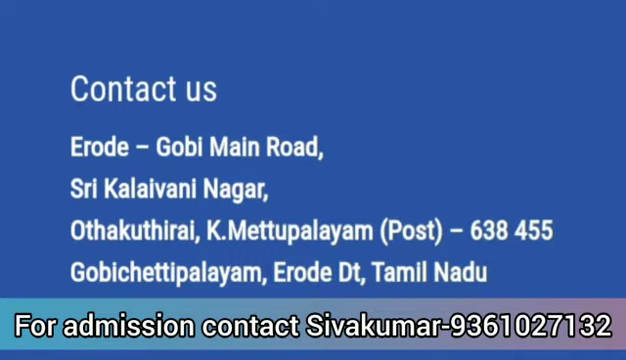 Contact us
Erode – Gobi Main Road,
Sri Kalaivani Nagar,
Othakuthirai, K.Mettupalayam (Post) – 638 455
Gobichettipalayam, Erode Dt, Tamil Nadu
For admission contact Sivakumar-9361027132